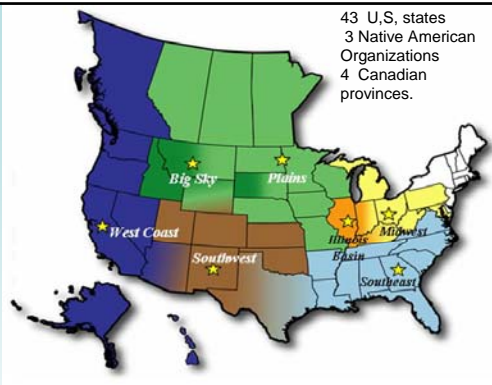 43 U,S, states
3 Native American
Organizations
4 Canadian
provinces.
Big Sky
Plains
West Coast
Illinois
Basin
Midwest
Southwest
Southeast